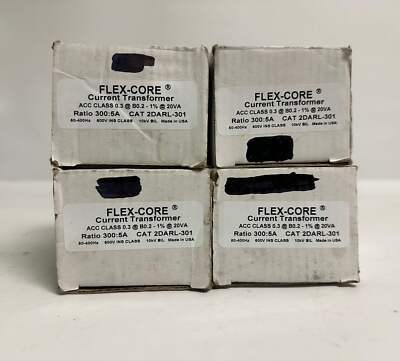 FLEX-CORE ®
Current Transformer
ACC CLASS 0.3 @ B0.2 - 1% @ 20VA
Ratio 300:5A CAT 2DARL-301
60-400Hz 600V INS CLASS 10kV BIL Made in USA
FLEX-CORE ®
Current Transformer
ACC CLASS 0.3 @ B0.2 - 1% @ 20VA
Ratio 300:5A CAT 2DARL-301
60-400Hz 600V INS CLASS 10kV BIL Made in USA
FLEX-CORE ®
Current Transformer
ACC CLASS 0.3 @ B0.2 - 1% @ 20VA
Ratio 300:5A CAT 2DARL-301
60-400Hz 600V INS CLASS 10kV BIL Made in USA
FLEX-CORE ®
Current Transformer
ACC CLASS 0.3 @ B0.2 - 1% @ 20VA
Ratio 300:5A CAT 2DARL-301
60-400Hz 600V INS CLASS 10kV BIL Made in USA